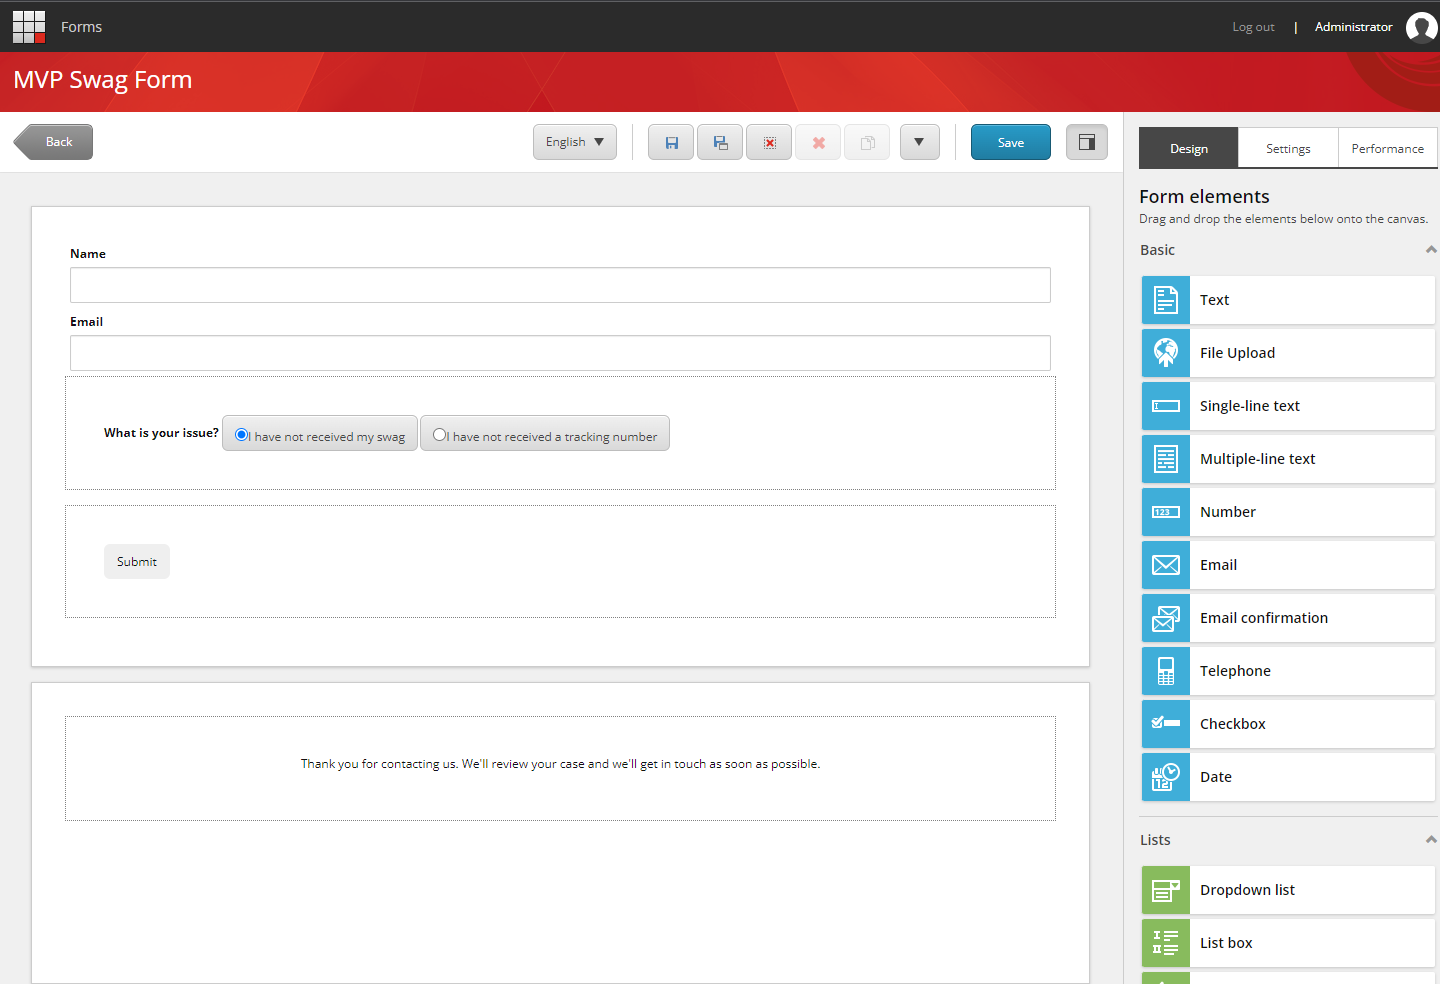 Forms
Log out | Administrator
MVP Swag Form
Back
English
Save
Design
Settings
Performance
Name
Email
What is your issue? I have not received my swag I have not received a tracking number
Submit
Thank you for contacting us. We'll review your case and we'll get in touch as soon as possible.
Form elements
Drag and drop the elements below onto the canvas.
Basic
Text
File Upload
Single-line text
Multiple-line text
123 Number
Email
Email confirmation
Telephone
Checkbox
12 Date
Lists
Dropdown list
List box